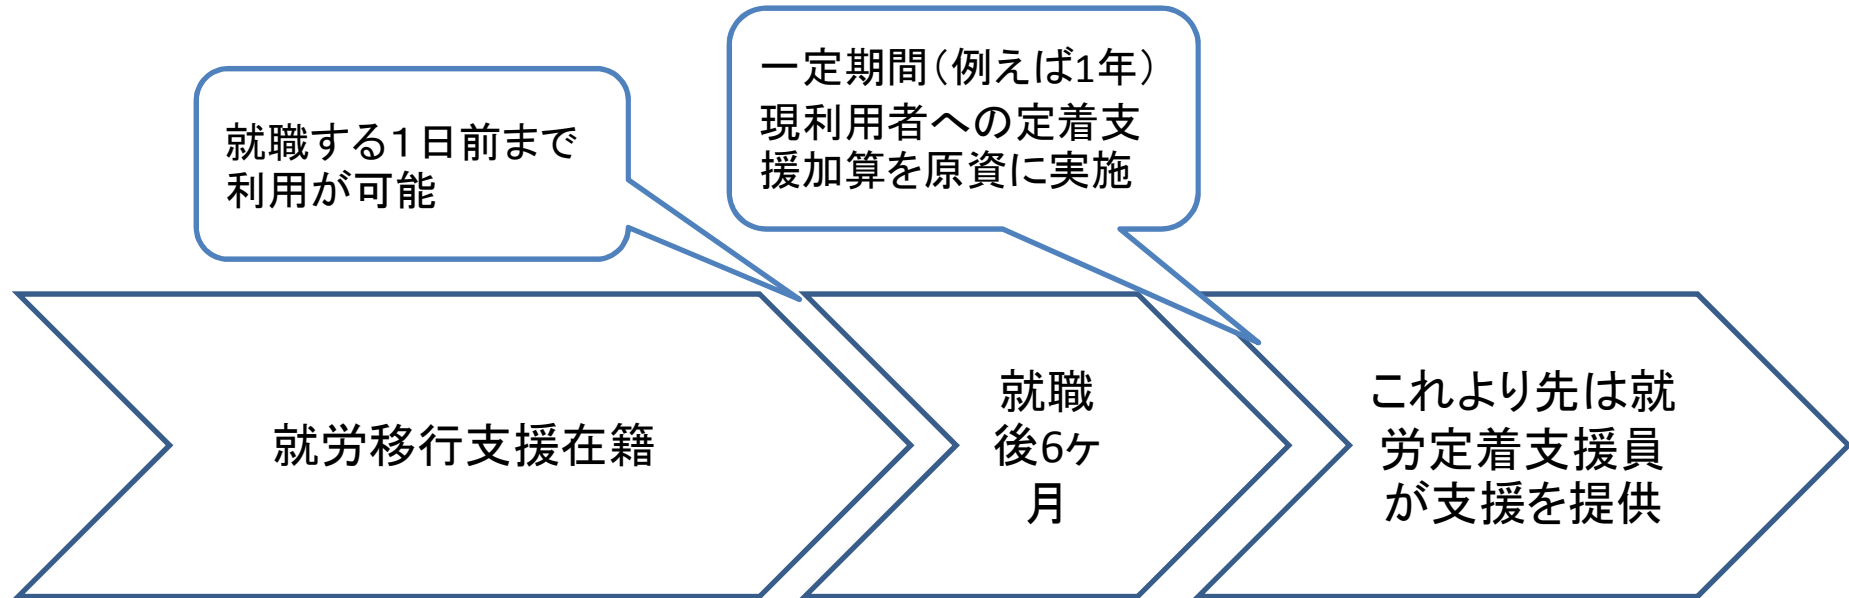 就職する1日前まで
利用が可能
一定期間（例えば1年）
現利用者への定着支
援加算を原資に実施
就労移行支援在籍
就職
後6ヶ
月
これより先は就
労定着支援員
が支援を提供